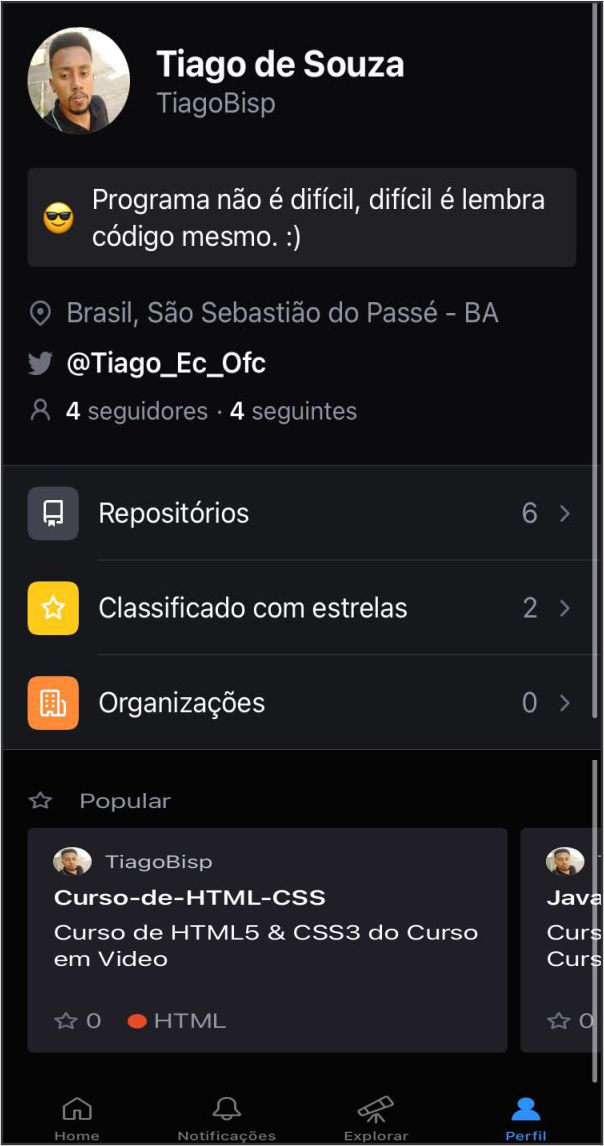 Tiago de Souza
TiagoBisp
Programa não é difícil, difícil é lembra
código mesmo. :)
Brasil, São Sebastião do Passé - BA
@Tiago_Ec_Ofc
4 seguidores · 4 seguintes
Repositórios 6
Classificado com estrelas 2
Organizações 0
Popular
TiagoBisp
Curso-de-HTML-CSS
Curso de HTML5 & CSS3 do Curso
em Video
0 HTML
Java
Curs
Curs
0
Home Notificações Explorar Perfil